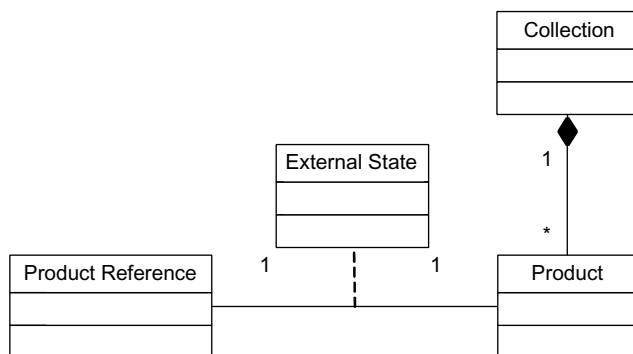 Collection
1
External State
*
1
1
Product Reference
Product